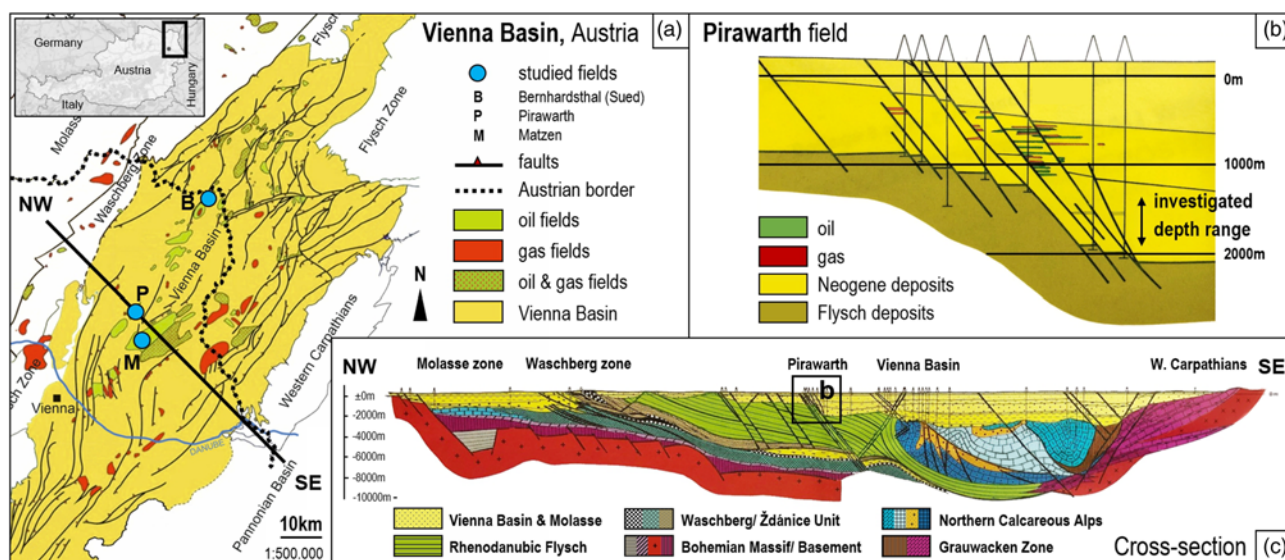 Germany
Austria
Italy
Hungary
Flysch
Molasse Zone
Waschberg Zone
Flysch Zone
NW
B
Vienna Basin
P
M
Western Carpathians
sch Zone
Vienna
DANUBE
SE
Pannonian Basin
10km
1:500.000
N
Vienna Basin, Austria
(a)
studied fields
B Bernhardsthal (Sued)
P Pirawarth
M Matzen
faults
Austrian border
oil fields
gas fields
oil & gas fields
Vienna Basin
Pirawarth field
(b)
0m
1000m
investigated
depth range
2000m
oil
gas
Neogene deposits
Flysch deposits
NW
Molasse zone
Waschberg zone
Pirawarth
Vienna Basin
W. Carpathians
SE
b
±0m
-2000m
-4000m
-6000m
-8000m
-10000m
0m
Vienna Basin & Molasse
Waschberg/ Ždánice Unit
Northern Calcareous Alps
Rhenodanubic Flysch
Bohemian Massif/ Basement
Grauwacken Zone
Cross-section
(c)